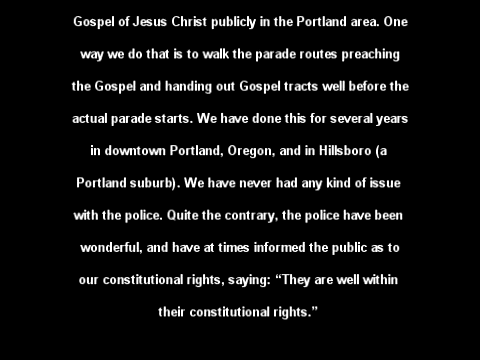 Gospel of Jesus Christ publicly in the Portland area. One
way we do that is to walk the parade routes preaching
the Gospel and handing out Gospel tracts well before the
actual parade starts. We have done this for several years
in downtown Portland, Oregon, and in Hillsboro (a
Portland suburb). We have never had any kind of issue
with the police. Quite the contrary, the police have been
wonderful, and have at times informed the public as to
our constitutional rights, saying: “They are well within
their constitutional rights.”